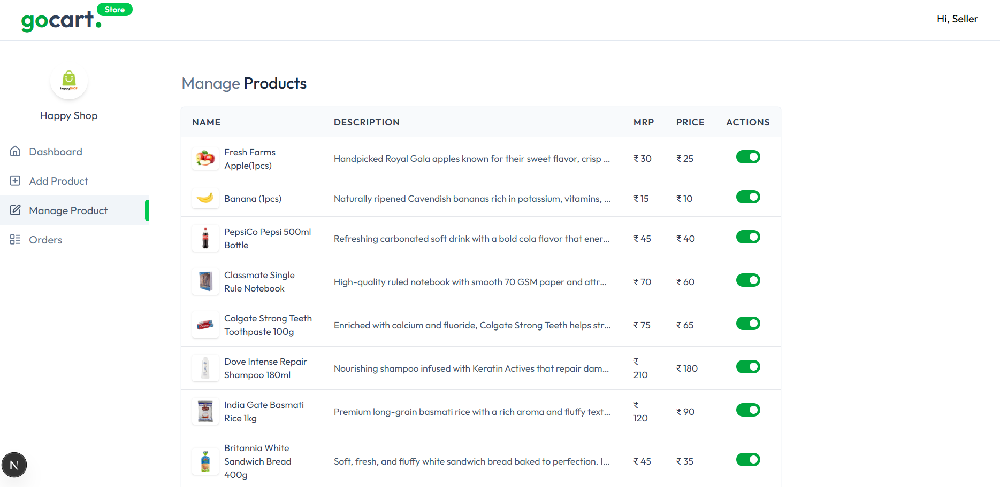 gocart.
Store
Hi, Seller
happySHOP
Happy Shop
Dashboard
Add Product
Manage Product
Orders
Manage Products
NAME DESCRIPTION MRP PRICE ACTIONS
Fresh Farms
Apple(1pcs)
Handpicked Royal Gala apples known for their sweet flavor, crisp ...
₹ 30
₹ 25
Banana (1pcs)
Naturally ripened Cavendish bananas rich in potassium, vitamins, ...
₹ 15
₹ 10
PepsiCo Pepsi 500ml
Bottle
Refreshing carbonated soft drink with a bold cola flavor that ener...
₹ 45
₹ 40
Classmate Single
Rule Notebook
High-quality ruled notebook with smooth 70 GSM paper and attr...
₹ 70
₹ 60
Colgate Strong Teeth
Toothpaste 100g
Enriched with calcium and fluoride, Colgate Strong Teeth helps str...
₹ 75
₹ 65
Dove Intense Repair
Shampoo 180ml
Nourishing shampoo infused with Keratin Actives that repair dam...
₹
210
₹ 180
India Gate Basmati
Rice 1kg
Premium long-grain basmati rice with a rich aroma and fluffy text...
₹
120
₹ 90
Britannia White
Sandwich Bread
400g
Soft, fresh, and fluffy white sandwich bread baked to perfection. I...
₹ 45
₹ 35
N